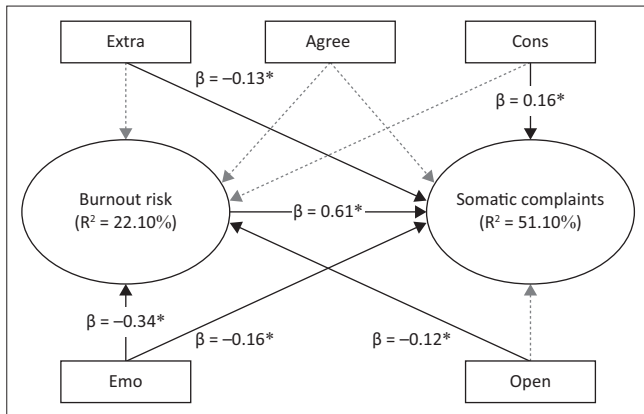 Extra
Agree
Cons
β = –0.13*
β = 0.16*
Burnout risk
(R² = 22.10%)
β = 0.61*
Somatic complaints
(R² = 51.10%)
β = –0.34*
β = –0.16*
β = –0.12*
Emo
Open